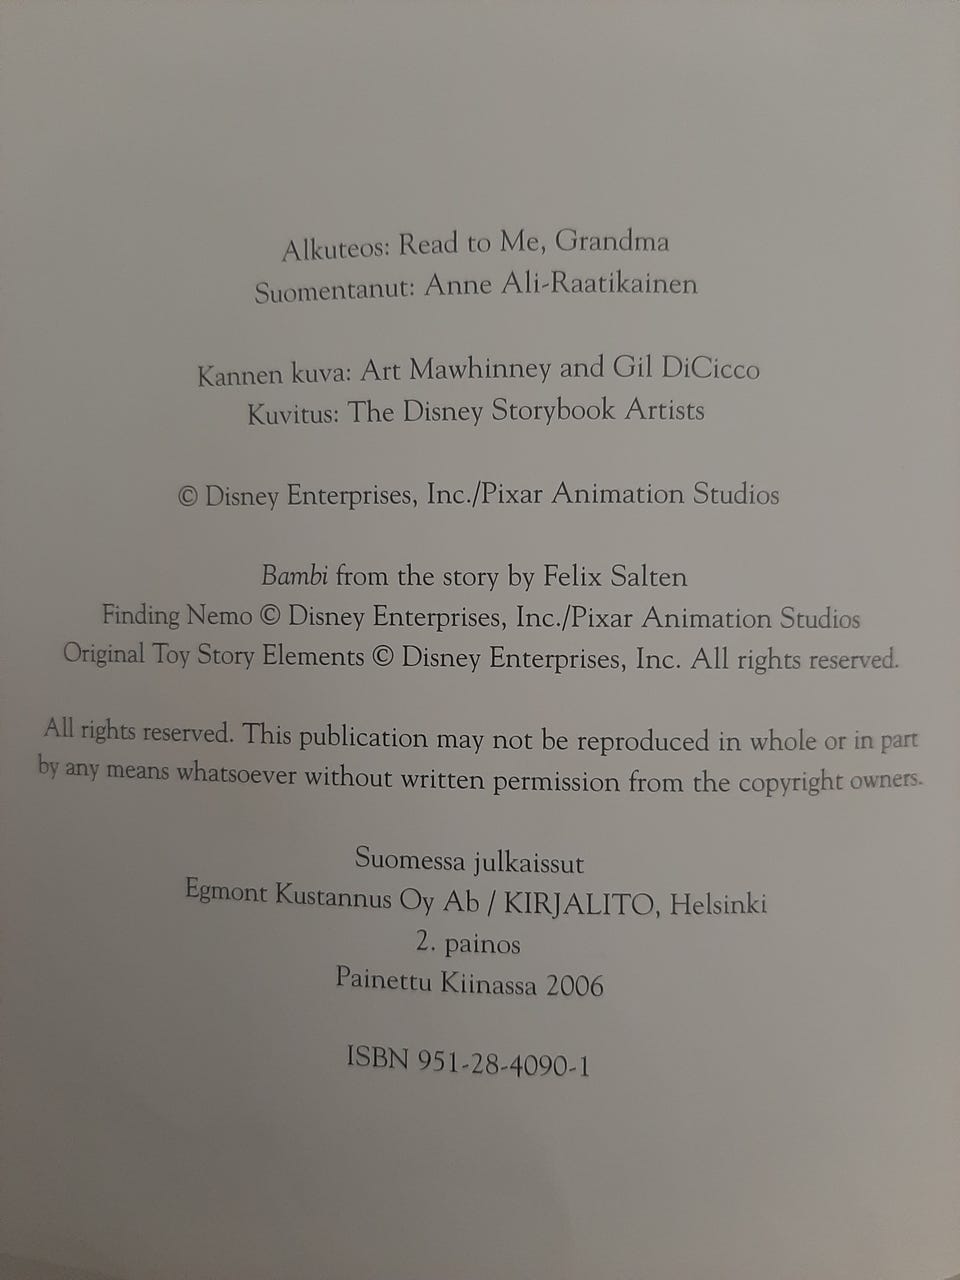 Alkuteos: Read to Me, Grandma
Suomentanut: Anne Ali-Raatikainen
Kannen kuva: Art Mawhinney and Gil DiCicco
Kuvitus: The Disney Storybook Artists
© Disney Enterprises, Inc./Pixar Animation Studios
Bambi from the story by Felix Salten
Finding Nemo © Disney Enterprises, Inc./Pixar Animation Studios
Original Toy Story Elements © Disney Enterprises, Inc. All rights reserved.
All rights reserved. This publication may not be reproduced in whole or in part
by any means whatsoever without written permission from the copyright owners.
Suomessa julkaissut
Egmont Kustannus Oy Ab / KIRJALITO, Helsinki
2. painos
Painettu Kiinassa 2006
ISBN 951-28-4090-1